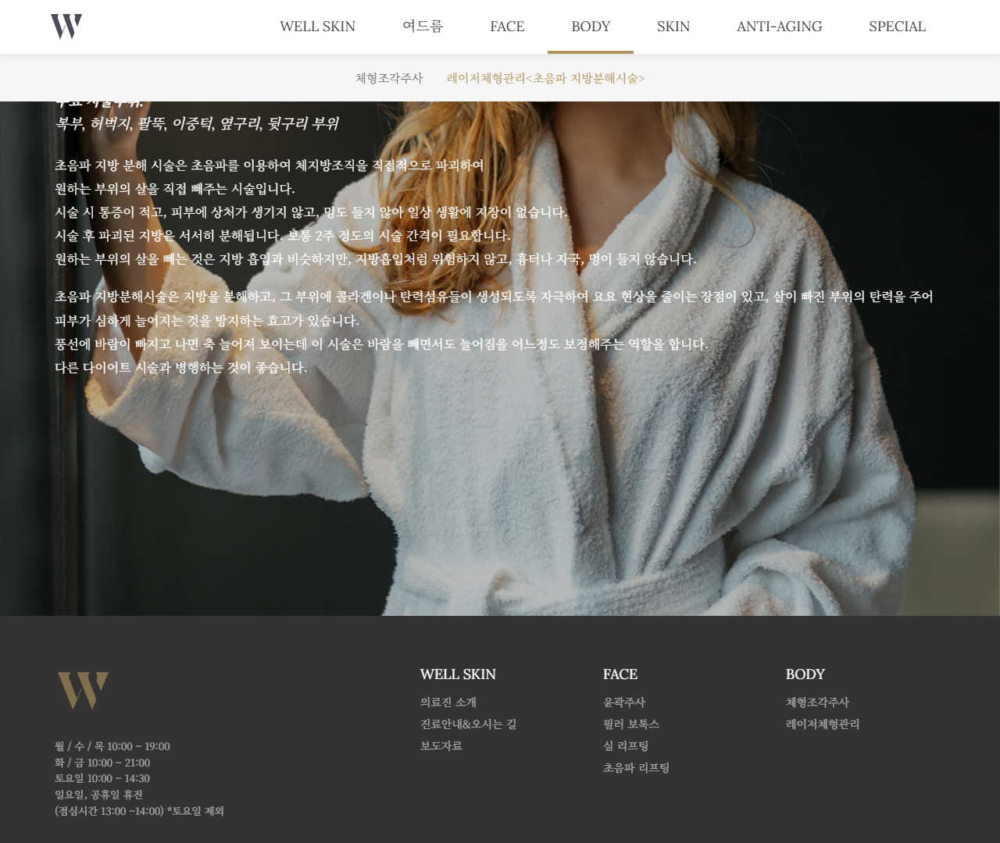 W
WELL SKIN 여드름 FACE BODY SKIN ANTI-AGING SPECIAL
체형조각주사 레이저체형관리<초음파 지방분해시술>
주요 시술부위:
복부, 허벅지, 팔뚝, 이중턱, 옆구리, 뒷구리 부위
초음파 지방 분해 시술은 초음파를 이용하여 체지방조직을 직접적으로 파괴하여
원하는 부위의 살을 직접 빼주는 시술입니다.
시술 시 통증이 적고, 피부에 상처가 생기지 않고, 멍도 들지 않아 일상 생활에 지장이 없습니다.
시술 후 파괴된 지방은 서서히 분해됩니다. 보통 2주 정도의 시술 간격이 필요합니다.
원하는 부위의 살을 빼는 것은 지방 흡입과 비슷하지만, 지방흡입처럼 위험하지 않고, 흉터나 자국, 멍이 들지 않습니다.
초음파 지방분해시술은 지방을 분해하고, 그 부위에 콜라겐이나 탄력섬유들이 생성되도록 자극하여 요요 현상을 줄이는 장점이 있고, 살이 빠진 부위의 탄력을 주어
피부가 심하게 늘어지는 것을 방지하는 효고가 있습니다.
풍선에 바람이 빠지고 나면 축 늘어져 보이는데 이 시술은 바람을 빼면서도 늘어짐을 어느정도 보정해주는 역할을 합니다.
다른 다이어트 시술과 병행하는 것이 좋습니다.
W
월 / 수 / 목 10:00 ~ 19:00
화 / 금 10:00 ~ 21:00
토요일 10:00 ~ 14:30
일요일, 공휴일 휴진
(점심시간 13:00 ~14:00) *토요일 제외
WELL SKIN
의료진 소개
진료안내&오시는 길
보도자료
FACE
윤곽주사
필러 보톡스
실 리프팅
초음파 리프팅
BODY
체형조각주사
레이저체형관리